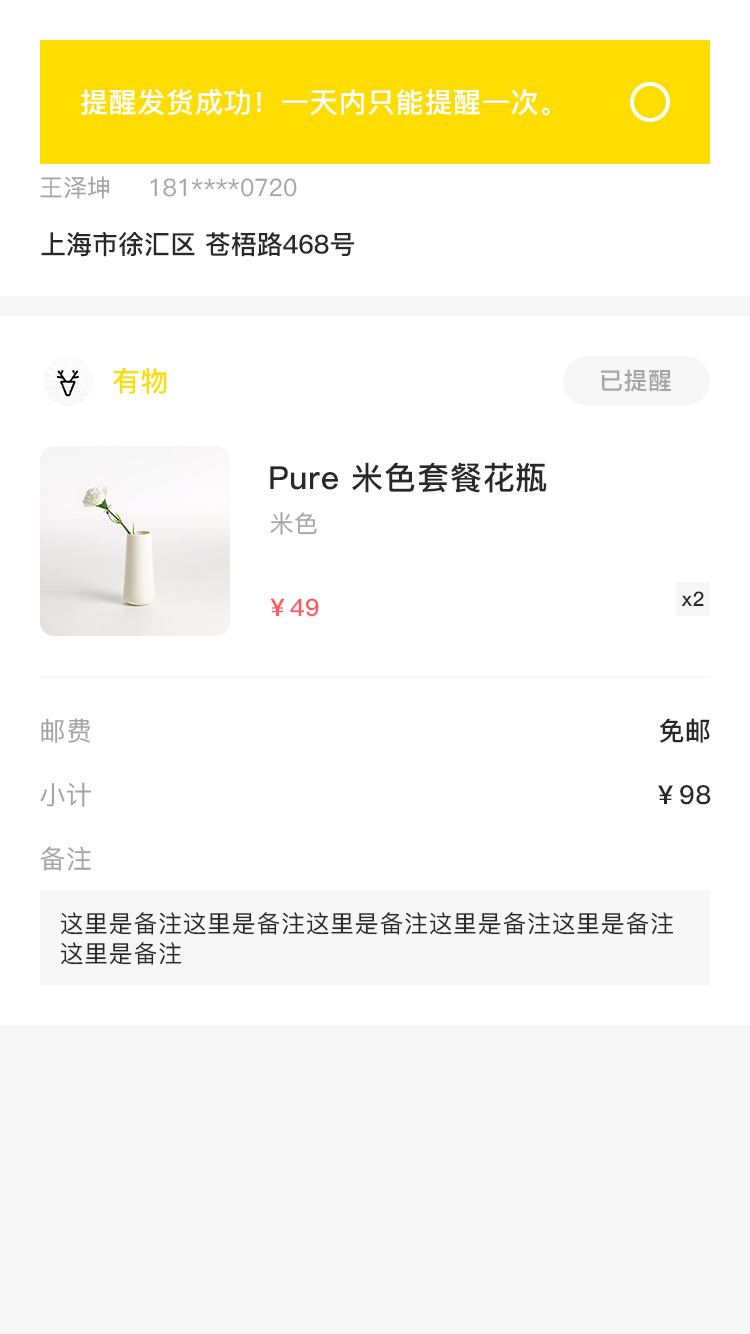 提醒发货成功！一天内只能提醒一次。
王泽坤 181****0720
上海市徐汇区 苍梧路468号
有物 已提醒
Pure 米色套餐花瓶
米色
¥ 49 x2
邮费 免邮
小计 ¥ 98
备注
这里是备注这里是备注这里是备注这里是备注这里是备注
这里是备注